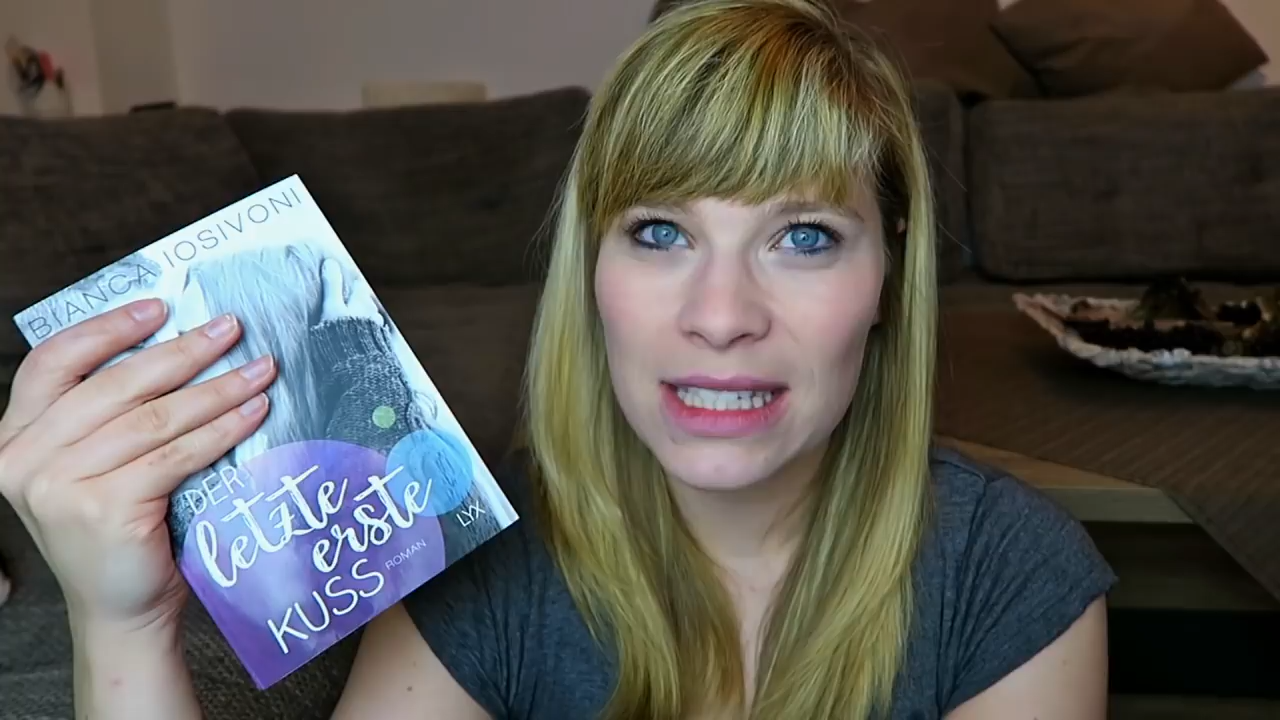 BIANCA IOSIVONI
DER
letzte
erste
KUSS
ROMAN
LYX